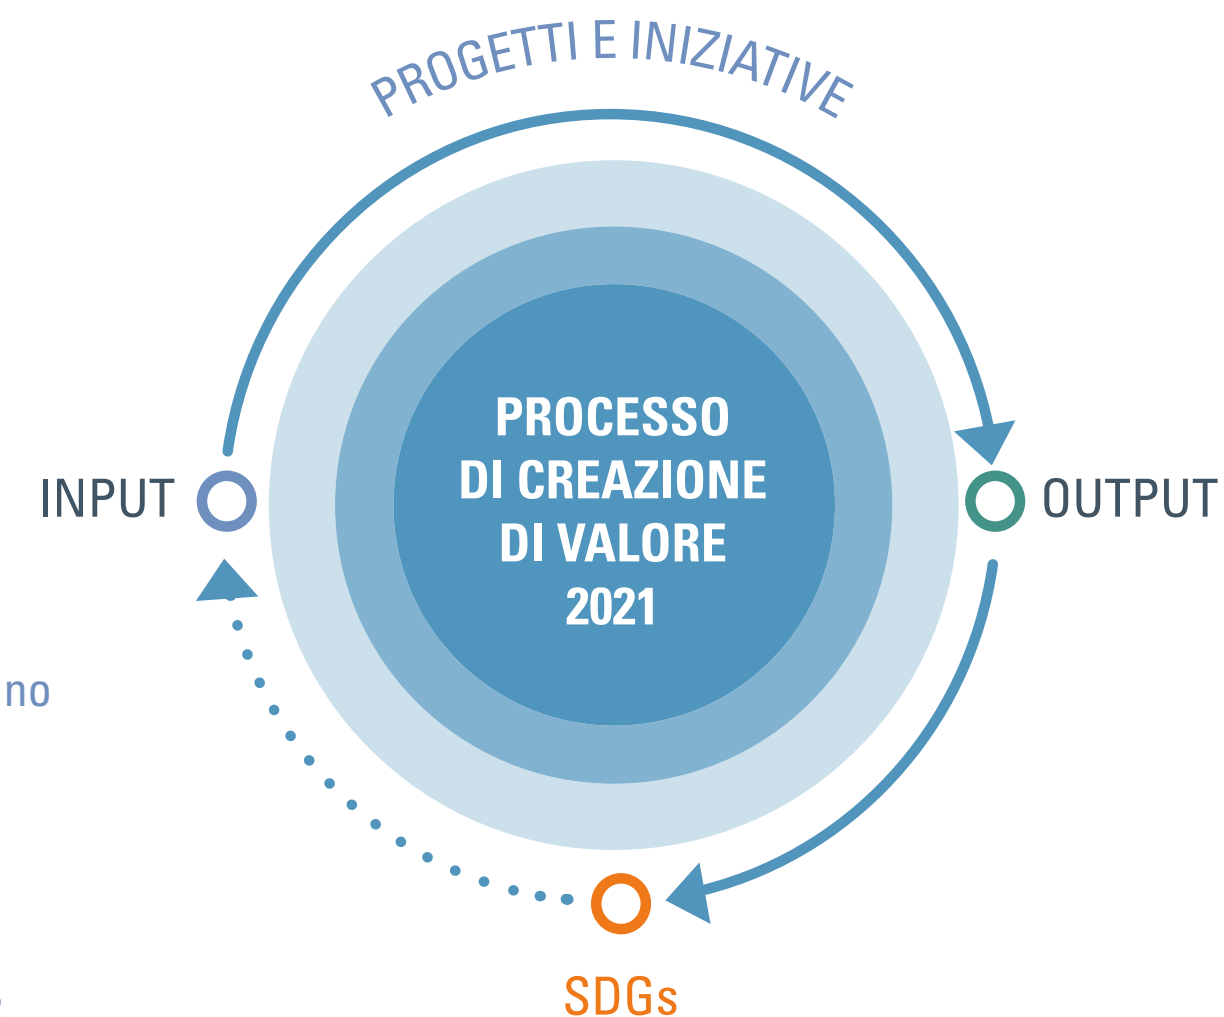 PROGETTI E INIZIATIVE
PROCESSO
DI CREAZIONE
DI VALORE
2021
INPUT
OUTPUT
no
SDGs